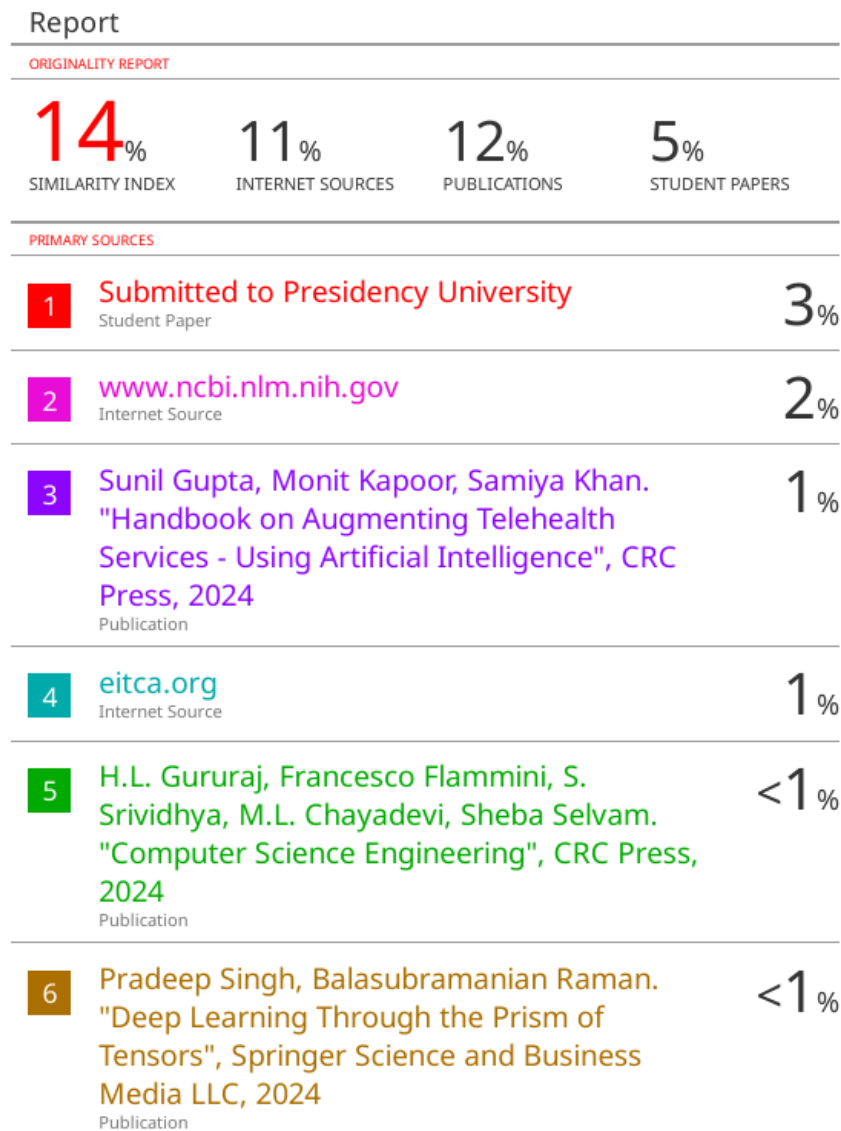 Report
ORIGINALITY REPORT
14% 11% 12% 5%
SIMILARITY INDEX INTERNET SOURCES PUBLICATIONS STUDENT PAPERS
PRIMARY SOURCES
1 Submitted to Presidency University 3%
Student Paper
2 www.ncbi.nlm.nih.gov 2%
Internet Source
3 Sunil Gupta, Monit Kapoor, Samiya Khan. 1%
"Handbook on Augmenting Telehealth
Services - Using Artificial Intelligence", CRC
Press, 2024
Publication
4 eitca.org 1%
Internet Source
5 H.L. Gururaj, Francesco Flammini, S. <1%
Srividhya, M.L. Chayadevi, Sheba Selvam.
"Computer Science Engineering", CRC Press,
2024
Publication
6 Pradeep Singh, Balasubramanian Raman. <1%
"Deep Learning Through the Prism of
Tensors", Springer Science and Business
Media LLC, 2024
Publication